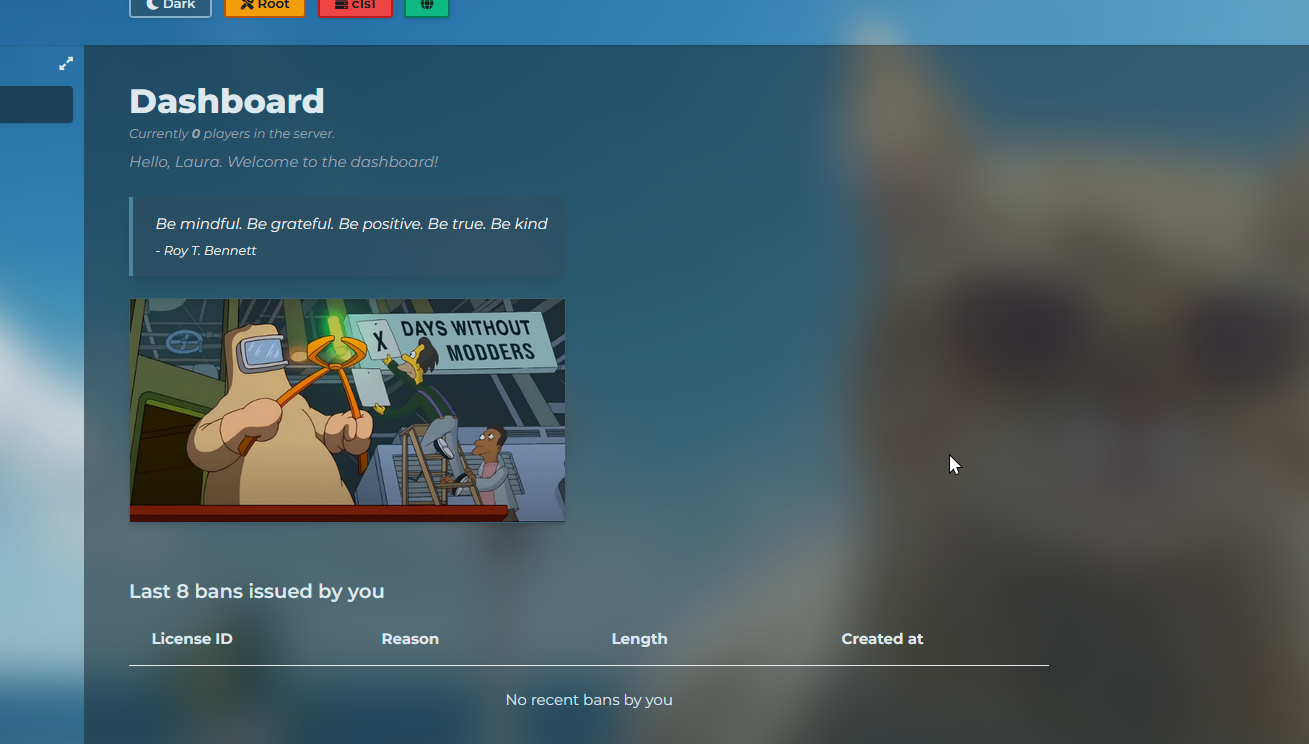 Dark
Root
c1s1
Dashboard
Currently 0 players in the server.
Hello, Laura. Welcome to the dashboard!
Be mindful. Be grateful. Be positive. Be true. Be kind
- Roy T. Bennett
X DAYS WITHOUT
MODDERS
Last 8 bans issued by you
License ID Reason Length Created at
No recent bans by you